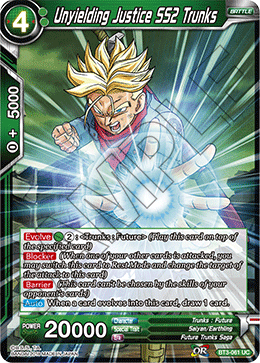 4
Unyielding Justice SS2 Trunks
BATTLE
0 + 5000
Evolve 2 : <Trunks : Future> (Play this card on top
of the specified card)
Blocker (When one of your other cards is attacked, you
may switch this card to Rest Mode and change the target of
the attack to this card)
Barrier (This card can't be chosen by the skills of your
opponent's cards)
Auto When a card evolves into this card, draw 1 card.
POWER 20000
Character Trunks : Future
Special Trait Saiyan/Earthling
Era Future Trunks Saga
BT3-061 UC